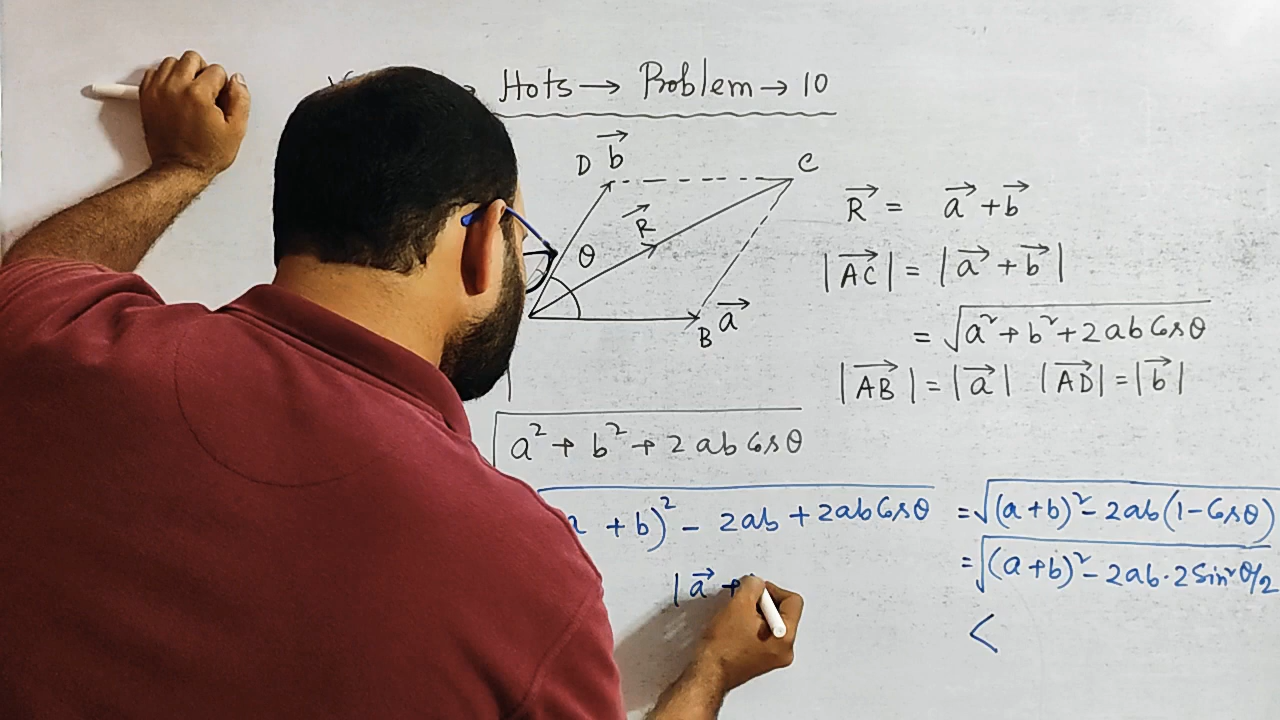 → Hots → Problem → 10
D b⃗
C
R⃗
θ
B a⃗
R⃗ = a⃗ + b⃗
|AC⃗| = |a⃗ + b⃗|
= √(a² + b² + 2ab Cosθ)
|AB⃗| = |a⃗| |AD⃗| = |b⃗|
√(a² + b² + 2ab Cosθ)
+ b)² - 2ab + 2ab Cosθ = √((a+b)² - 2ab(1-Cosθ))
= √((a+b)² - 2ab·2Sin²θ/2)
|a⃗ +
<